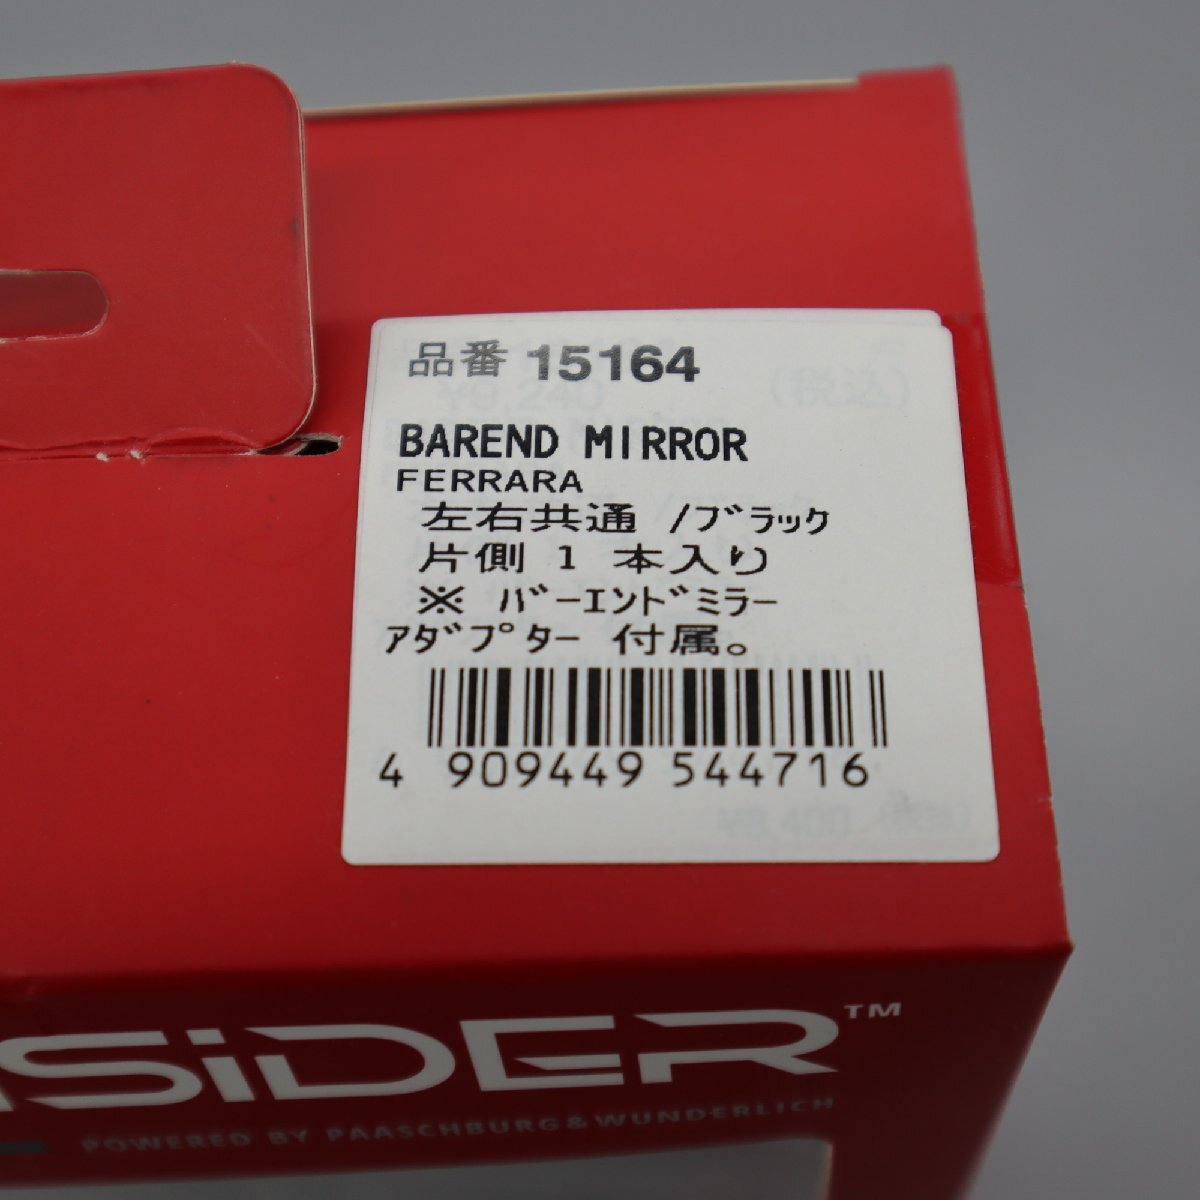 品番 15164
BAREND MIRROR
FERRARA
左右共通 /ブラック
片側 1 本入り
※ バーエンドミラー
アダプター 付属。
4 909449 544716
SiDER™
POWERED BY PAASCHBURG&WUNDERLICH